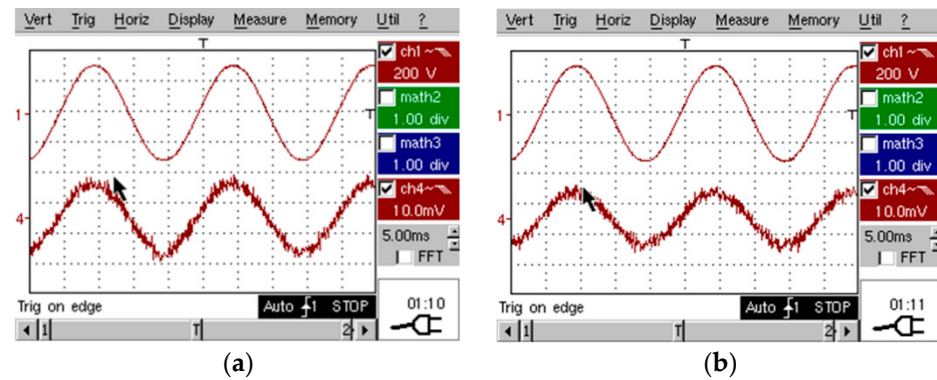 Vert Trig Horiz Display Measure Memory Util ?
T
ch1
200 V
math2
1.00 div
math3
1.00 div
ch4
10.0mV
5.00ms
FFT
1
T
4
Trig on edge
Auto 1 STOP
01:10
1 T 2
(a)
Vert Trig Horiz Display Measure Memory Util ?
T
ch1
200 V
math2
1.00 div
math3
1.00 div
ch4
10.0mV
5.00ms
FFT
1
T
4
Trig on edge
Auto 1 STOP
01:11
1 T 2
(b)